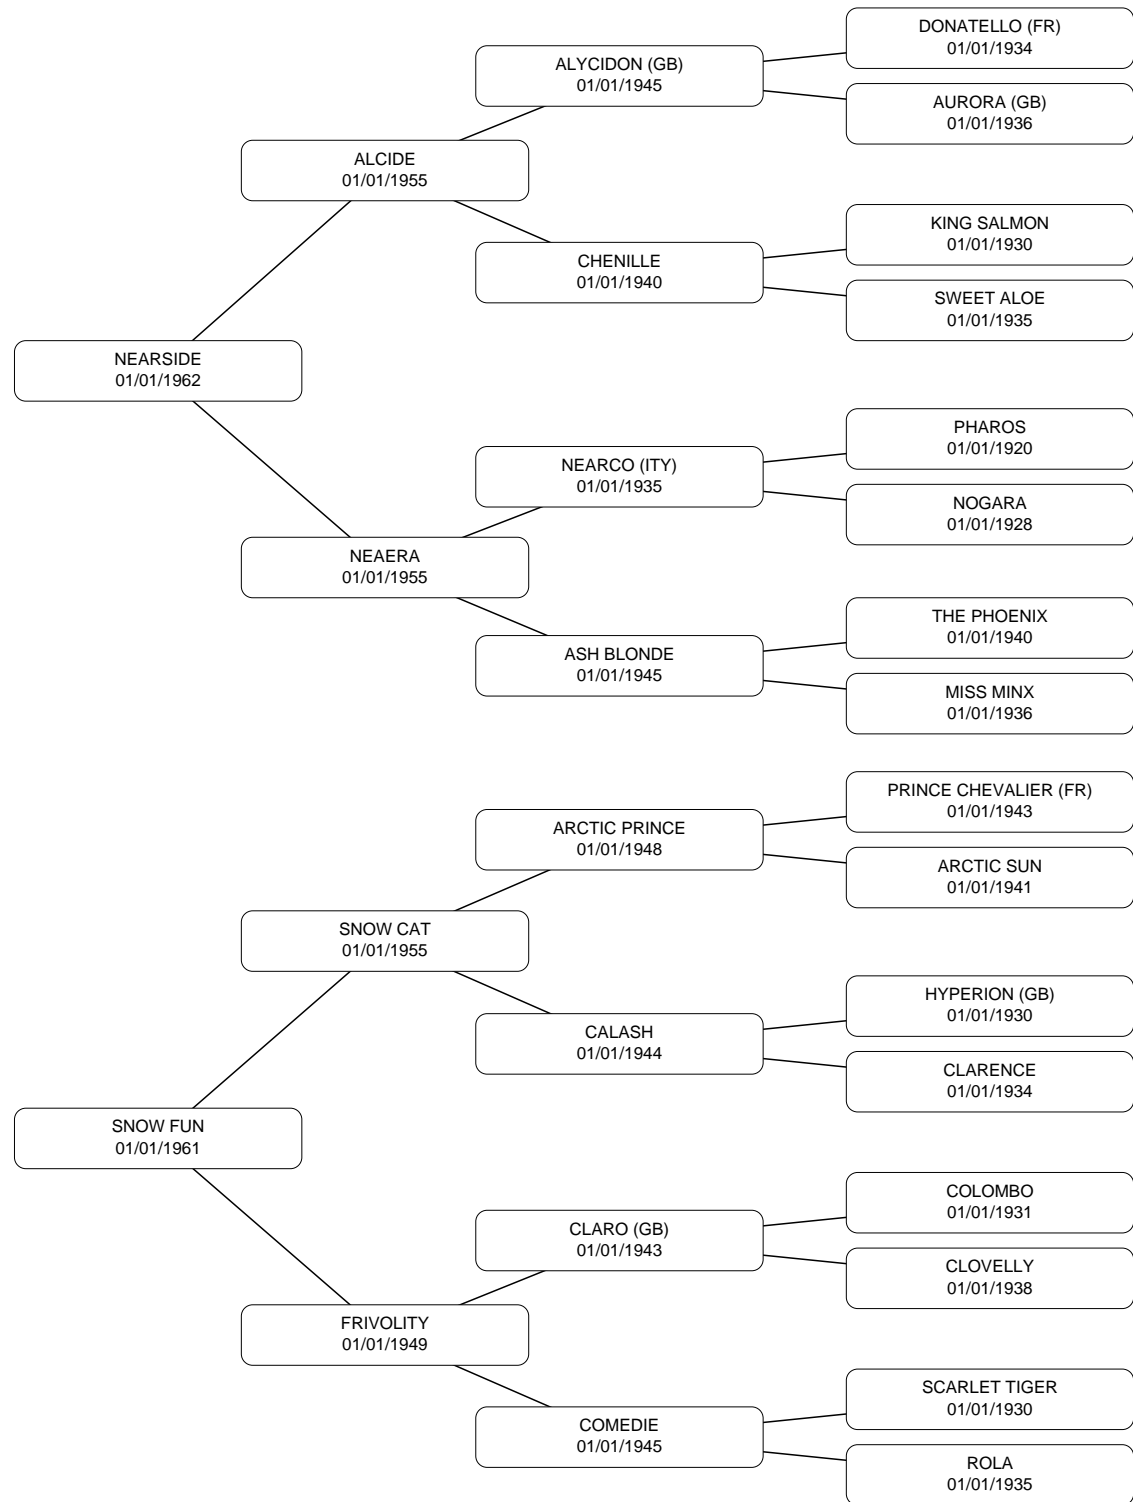 DONATELLO (FR)
01/01/1934
ALYCIDON (GB)
01/01/1945
AURORA (GB)
01/01/1936
ALCIDE
01/01/1955
KING SALMON
01/01/1930
CHENILLE
01/01/1940
SWEET ALOE
01/01/1935
NEARSIDE
01/01/1962
PHAROS
01/01/1920
NEARCO (ITY)
01/01/1935
NOGARA
01/01/1928
NEAERA
01/01/1955
THE PHOENIX
01/01/1940
ASH BLONDE
01/01/1945
MISS MINX
01/01/1936
PRINCE CHEVALIER (FR)
01/01/1943
ARCTIC PRINCE
01/01/1948
ARCTIC SUN
01/01/1941
SNOW CAT
01/01/1955
HYPERION (GB)
01/01/1930
CALASH
01/01/1944
CLARENCE
01/01/1934
SNOW FUN
01/01/1961
COLOMBO
01/01/1931
CLARO (GB)
01/01/1943
CLOVELLY
01/01/1938
FRIVOLITY
01/01/1949
SCARLET TIGER
01/01/1930
COMEDIE
01/01/1945
ROLA
01/01/1935